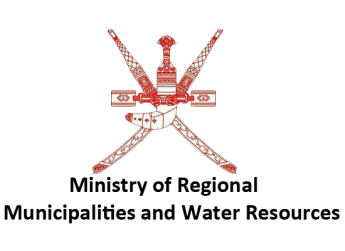 Ministry of Regional
Municipalities and Water Resources